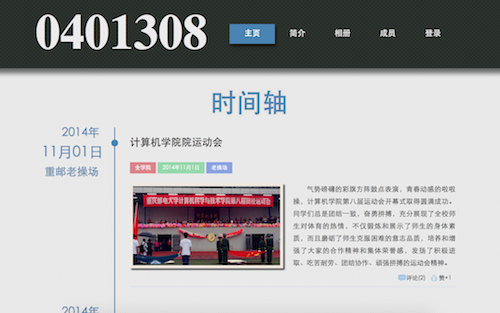 0401308
主页 简介 相册 成员 登录
时间轴
2014年
11月01日
重邮老操场
计算机学院院运动会
全学院 2014年11月1日 老操场
重庆邮电大学计算机科学与技术学院第八届田径运动会
气势磅礴的彩旗方阵鼓点表演，青春动感的啦啦
操，计算机学院第八届运动会开幕式取得圆满成功。
同学们总是团结一致，奋勇拼搏，充分展现了全校师
生对体育的热情，不仅锻炼和展示了师生的身体素
质，而且磨砺了师生克服困难的意志品质，培养和增
强了大家的合作精神和集体荣誉感，发扬了积极进
取、吃苦耐劳、团结协作、顽强拼搏的运动会精神。
评论(2) 赞+1
2014年